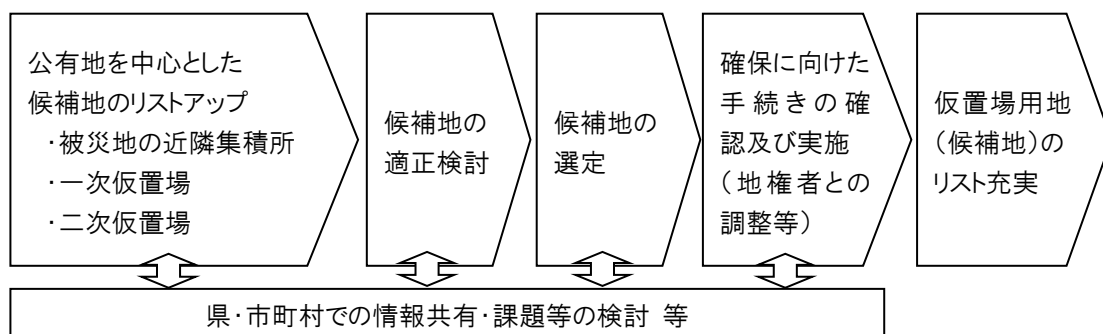 公有地を中心とした
候補地のリストアップ
・被災地の近隣集積所
・一次仮置場
・二次仮置場
候補地の
適正検討
候補地の
選定
確保に向けた
手続きの確
認及び実施
(地権者との
調整等)
仮置場用地
(候補地)の
リスト充実
県・市町村での情報共有・課題等の検討 等